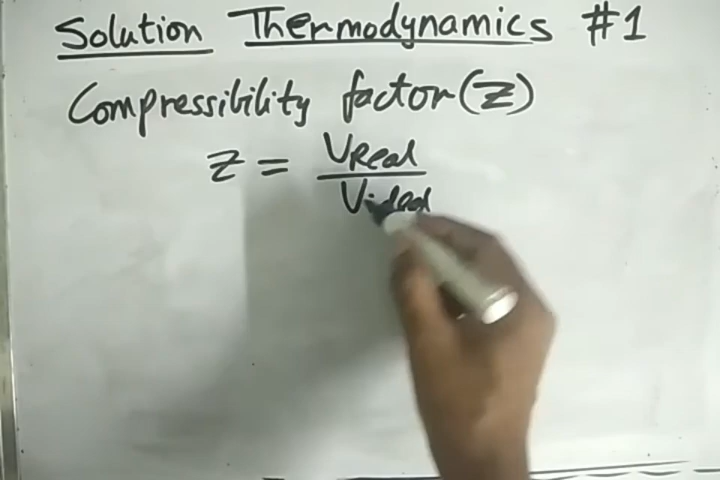 Solution Thermodynamics #1
Compressibility factor (Z)
Z = VReal
Videal